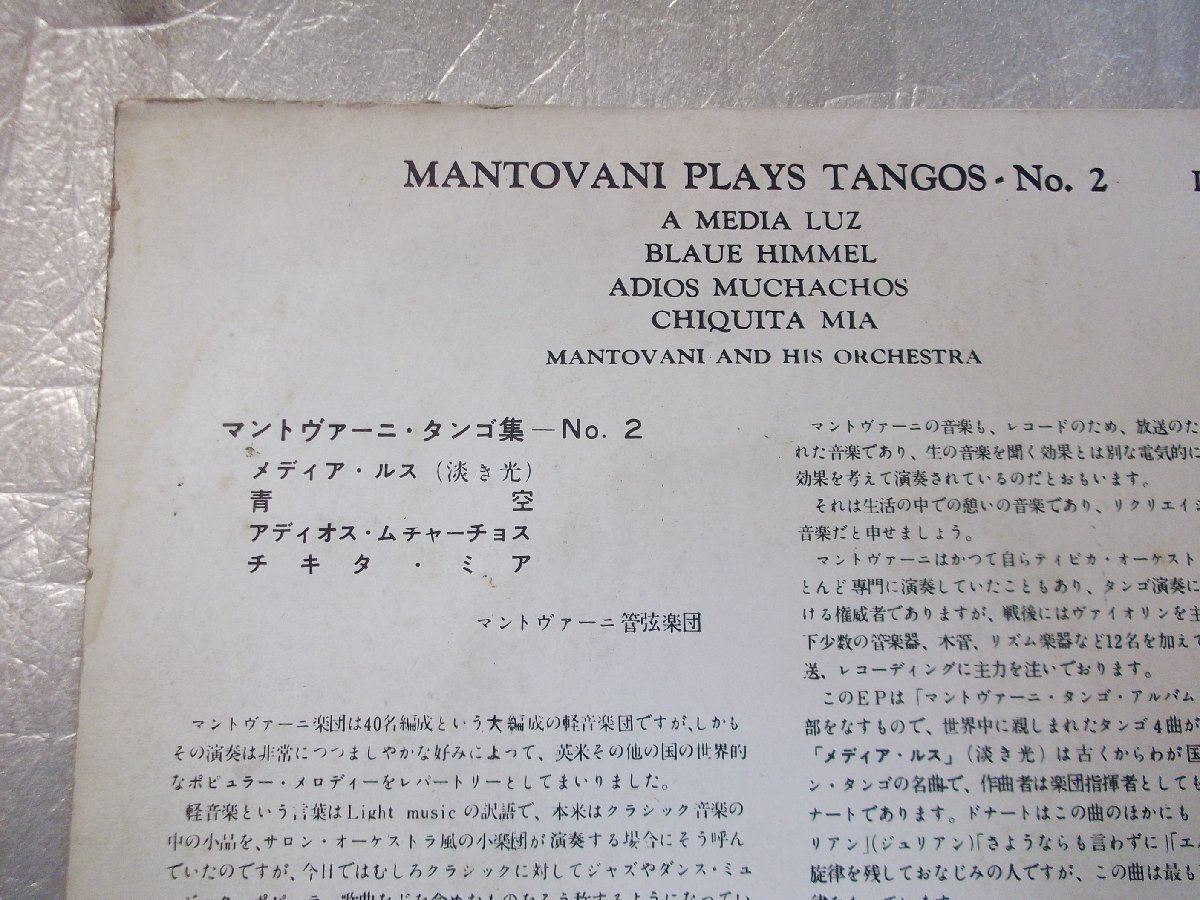 MANTOVANI PLAYS TANGOS・No. 2
A MEDIA LUZ
BLAUE HIMMEL
ADIOS MUCHACHOS
CHIQUITA MIA
MANTOVANI AND HIS ORCHESTRA
マントヴァーニ・タンゴ集 — No. 2
メディア・ルス (淡き光)
青空
アディオス・ムチャーチョス
チキタ・ミア
マントヴァーニ管弦楽団
マントヴァーニ楽団は40名編成という大編成の軽音楽団ですが、しかも
その演奏は非常につつましやかな好みによって、英米その他の国の世界的
なポピュラー・メロディーをレパートリーとしてまいりました。
軽音楽という言葉はLight musicの訳語で、本来はクラシック音楽の
中の小品を、サロン・オーケストラ風の小楽団が演奏する場合にそう呼ん
でいたのですが、今日ではむしろクラシックに対してジャズやダンス・ミュ
マントヴァーニの音楽も、レコードのため、放送のた
れた音楽であり、生の音楽を聞く効果とは別な電気的に
効果を考えて演奏されているのだとおもいます。
それは生活の中での憩いの音楽であり、リクリエイシ
音楽だと申せましょう。
マントヴァーニはかつて自らティピカ・オーケスト
とんど専門に演奏していたこともあり、タンゴ演奏に
ける権威者でありますが、戦後にはヴァイオリンを主
下少数の管楽器、木管、リズム楽器など12名を加えて
送、レコーディングに主力を注いでおります。
このEPは「マントヴァーニ・タンゴ・アルバム
部をなすもので、世界中に親しまれたタンゴ4曲が
「メディア・ルス」(淡き光)は古くからわが国
ン・タンゴの名曲で、作曲者は楽団指揮者としても
ナートであります。ドナートはこの曲のほかにも
リアン」(ジュリアン)「さようならも言わずに」「エル
旋律を残しておなじみの人ですが、この曲は最も